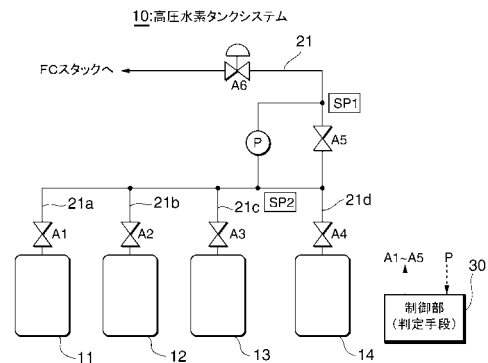 10:高圧水素タンクシステム
21
FCスタックへ
A6
SP1
P
A5
21a
21b
21c
SP2
21d
A1
A2
A3
A4
A1~A5
P
30
制御部
(判定手段)
11
12
13
14